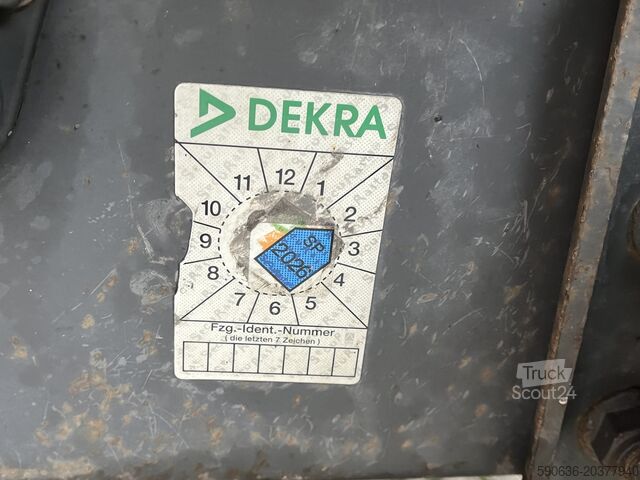 DEKRA
11 12 1
10 2
9 3
8 4
7 6 5
SP
2026
Fzg.-Ident.-Nummer
( die letzten 7 Zeichen )
Truck
Scout24
590636-20377940